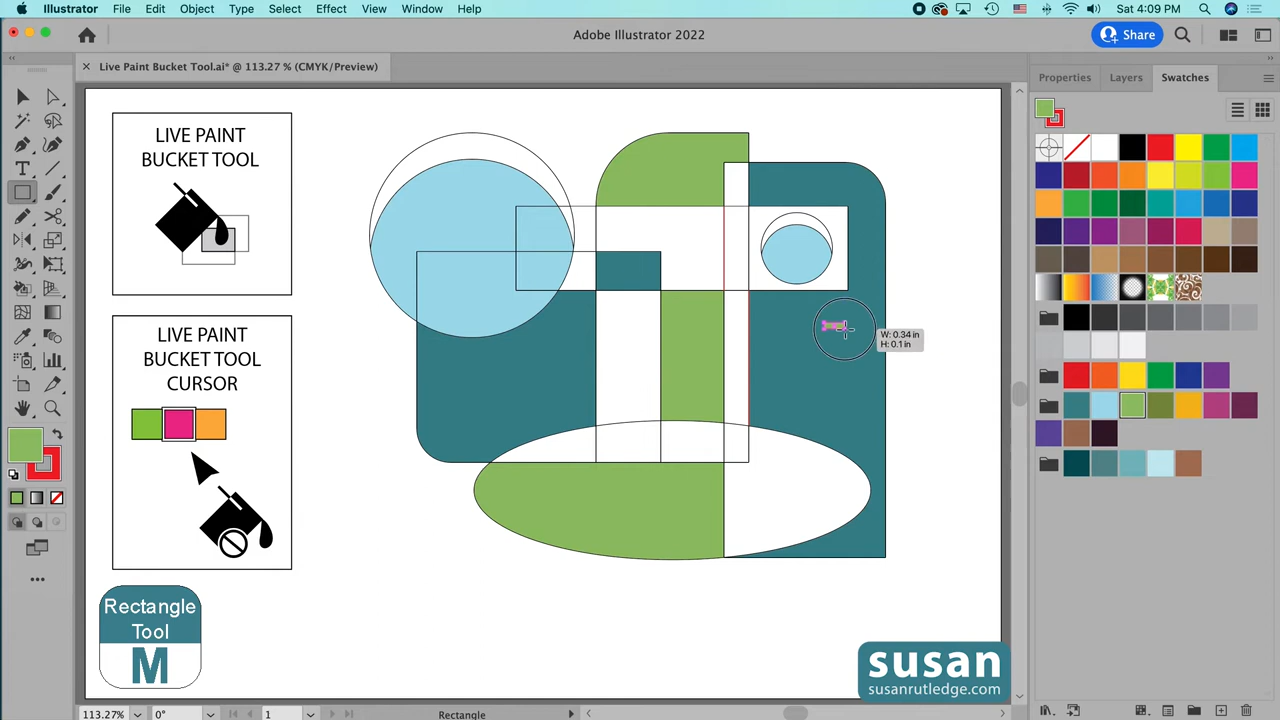 Illustrator File Edit Object Type Select Effect View Window Help Sat 4:09 PM
Adobe Illustrator 2022
Share
Live Paint Bucket Tool.ai* @ 113.27 % (CMYK/Preview)
Properties Layers Swatches
LIVE PAINT
BUCKET TOOL
LIVE PAINT
BUCKET TOOL
CURSOR
W: 0.34 in
H: 0.1 in
Rectangle
Tool
M
susan
susanrutledge.com
113.27% 0° 1 Rectangle